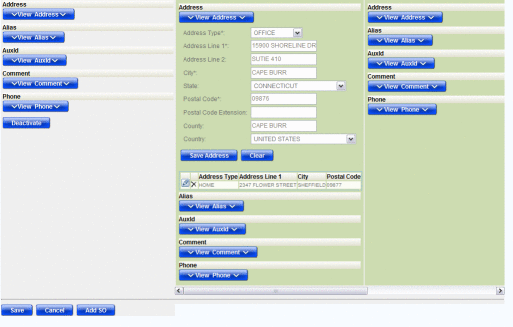 Address
View Address
Alias
View Alias
AuxId
View AuxId
Comment
View Comment
Phone
View Phone
Deactivate
Address
View Address
Address Type*: OFFICE
Address Line 1*: 15900 SHORELINE DR
Address Line 2: SUTIE 410
City*: CAPE BURR
State: CONNECTICUT
Postal Code*: 09876
Postal Code Extension:
County: CAPE BURR
Country: UNITED STATES
Save Address Clear
Address Type Address Line 1 City Postal Code
HOME 2347 FLOWER STREET SHEFFIELD 09877
Alias
View Alias
AuxId
View AuxId
Comment
View Comment
Phone
View Phone
Address
View Address
Alias
View Alias
AuxId
View AuxId
Comment
View Comment
Phone
View Phone
Save Cancel Add SO